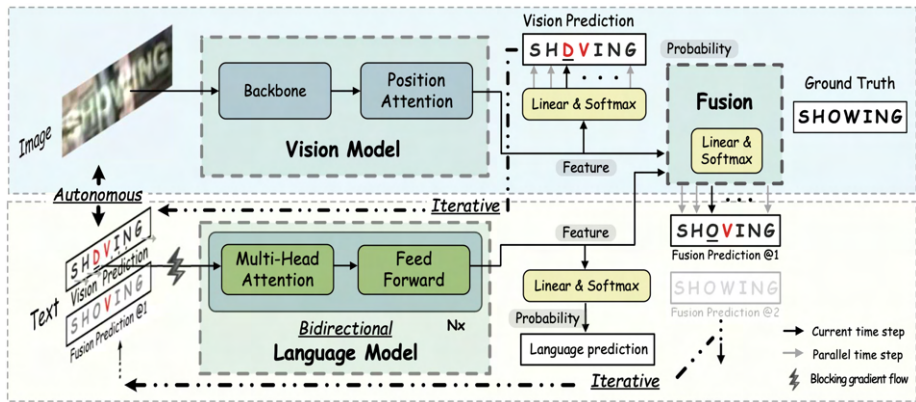 Vision Prediction
SHDVING
Probability
Ground Truth
SHOWING
Image
SHOWING
Backbone
Position
Attention
Vision Model
Linear & Softmax
Feature
Fusion
Linear &
Softmax
Autonomous
Iterative
SHDVING
Vision Prediction
Text
SHOVING
Fusion Prediction @1
Multi-Head
Attention
Feed
Forward
Nx
Bidirectional
Language Model
Feature
Linear & Softmax
Probability
Language prediction
SHOVING
Fusion Prediction @1
SHOWING
Fusion Prediction @2
Iterative
Current time step
Parallel time step
Blocking gradient flow